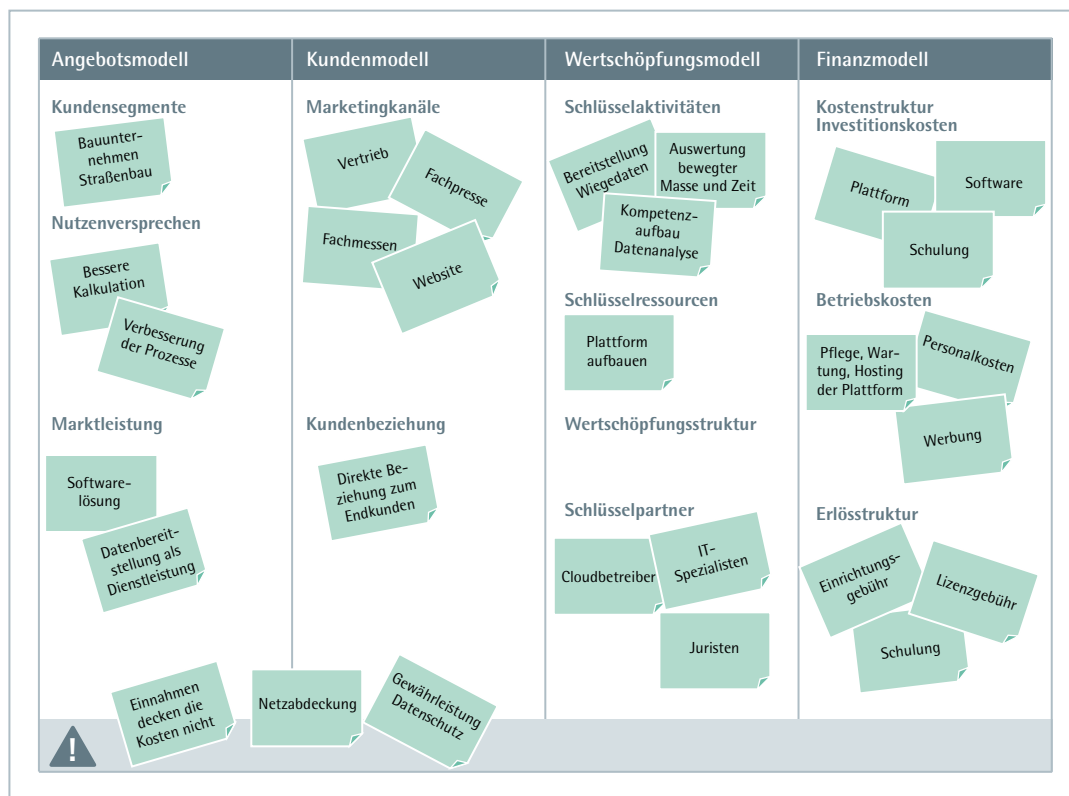 Angebotsmodell
Kundensegmente
Bauunter-
nehmen
Straßenbau
Nutzenversprechen
Bessere
Kalkulation
Verbesserung
der Prozesse
Marktleistung
Software-
lösung
Datenbereit-
stellung als
Dienstleistung
Kundenmodell
Marketingkanäle
Vertrieb
Fachpresse
Fachmessen
Website
Kundenbeziehung
Direkte Be-
ziehung zum
Endkunden
Wertschöpfungsmodell
Schlüsselaktivitäten
Bereitstellung
Wiegedaten
Auswertung
bewegter
Masse und Zeit
Kompetenz-
aufbau
Datenanalyse
Schlüsselressourcen
Plattform
aufbauen
Wertschöpfungsstruktur
Schlüsselpartner
Cloudbetreiber
IT-
Spezialisten
Juristen
Finanzmodell
Kostenstruktur
Investitionskosten
Plattform
Software
Schulung
Betriebskosten
Pflege, War-
tung, Hosting
der Plattform
Personalkosten
Werbung
Erlösstruktur
Einrichtungs-
gebühr
Lizenzgebühr
Schulung
Einnahmen
decken die
Kosten nicht
Netzabdeckung
Gewährleistung
Datenschutz
!